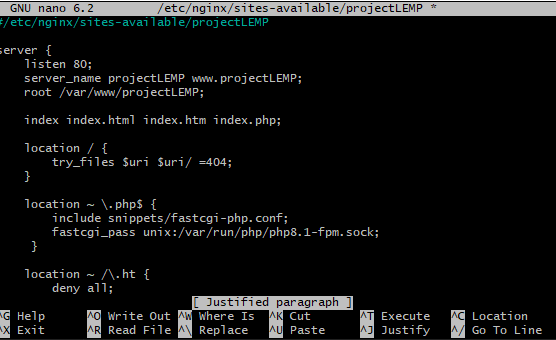 GNU nano 6.2 /etc/nginx/sites-available/projectLEMP *
#/etc/nginx/sites-available/projectLEMP
server {
listen 80;
server_name projectLEMP www.projectLEMP;
root /var/www/projectLEMP;
index index.html index.htm index.php;
location / {
try_files $uri $uri/ =404;
}
location ~ \.php$ {
include snippets/fastcgi-php.conf;
fastcgi_pass unix:/var/run/php/php8.1-fpm.sock;
}
location ~ /\.ht {
deny all;
[ Justified paragraph ]
^G Help ^O Write Out ^W Where Is ^K Cut ^T Execute ^C Location
^X Exit ^R Read File ^\ Replace ^U Paste ^J Justify ^/ Go To Line